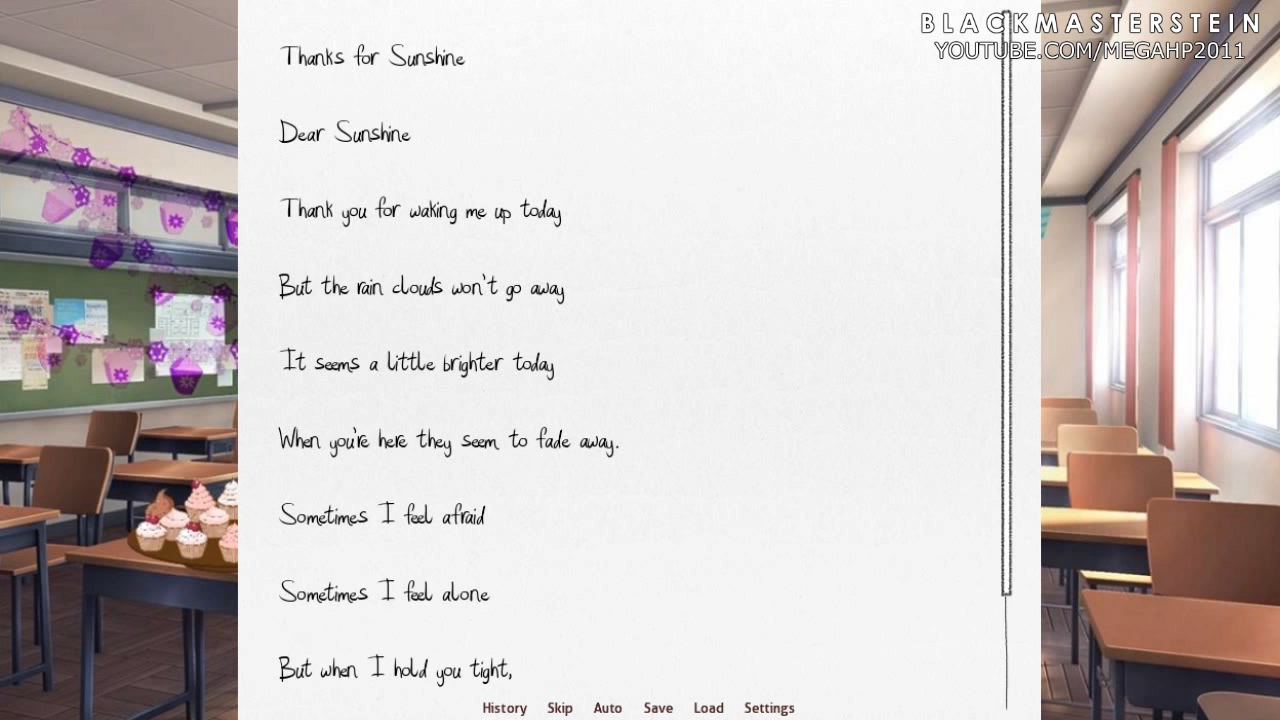 BLACKMASTERSTEIN
YOUTUBE.COM/MEGAHP2011
Thanks for Sunshine
Dear Sunshine
Thank you for waking me up today
But the rain clouds won't go away
It seems a little brighter today
When you're here they seem to fade away.
Sometimes I feel afraid
Sometimes I feel alone
But when I hold you tight,
History Skip Auto Save Load Settings